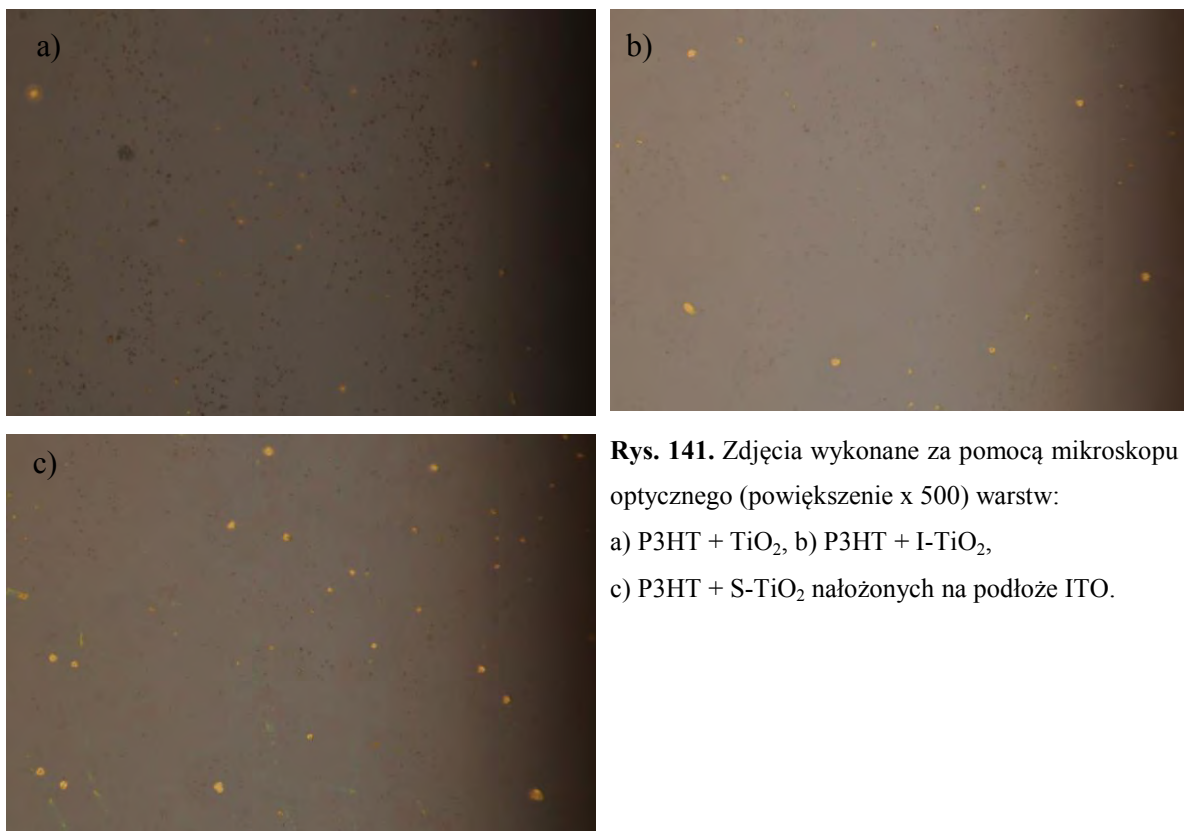 a)
b)
c)
Rys. 141. Zdjęcia wykonane za pomocą mikroskopu
optycznego (powiększenie x 500) warstw:
a) P3HT + TiO₂, b) P3HT + I-TiO₂,
c) P3HT + S-TiO₂ nałożonych na podłoże ITO.